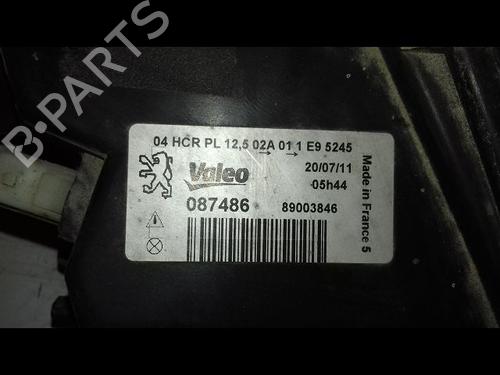 04 HCR PL 12,5 02A 01 1 E9 5245
Valeo
20/07/11
05h44
087486
89003846
Made in France 5
B-PARTS